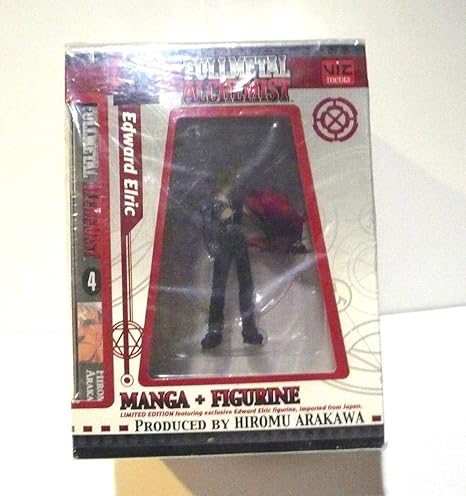 FULLMETAL
ALCHEMIST
viz
media
Edward Elric
FULLMETAL ALCHEMIST
4
HIROMU
ARAKAWA
MANGA + FIGURINE
LIMITED EDITION featuring exclusive Edward Elric figurine, imported from Japan.
PRODUCED BY HIROMU ARAKAWA